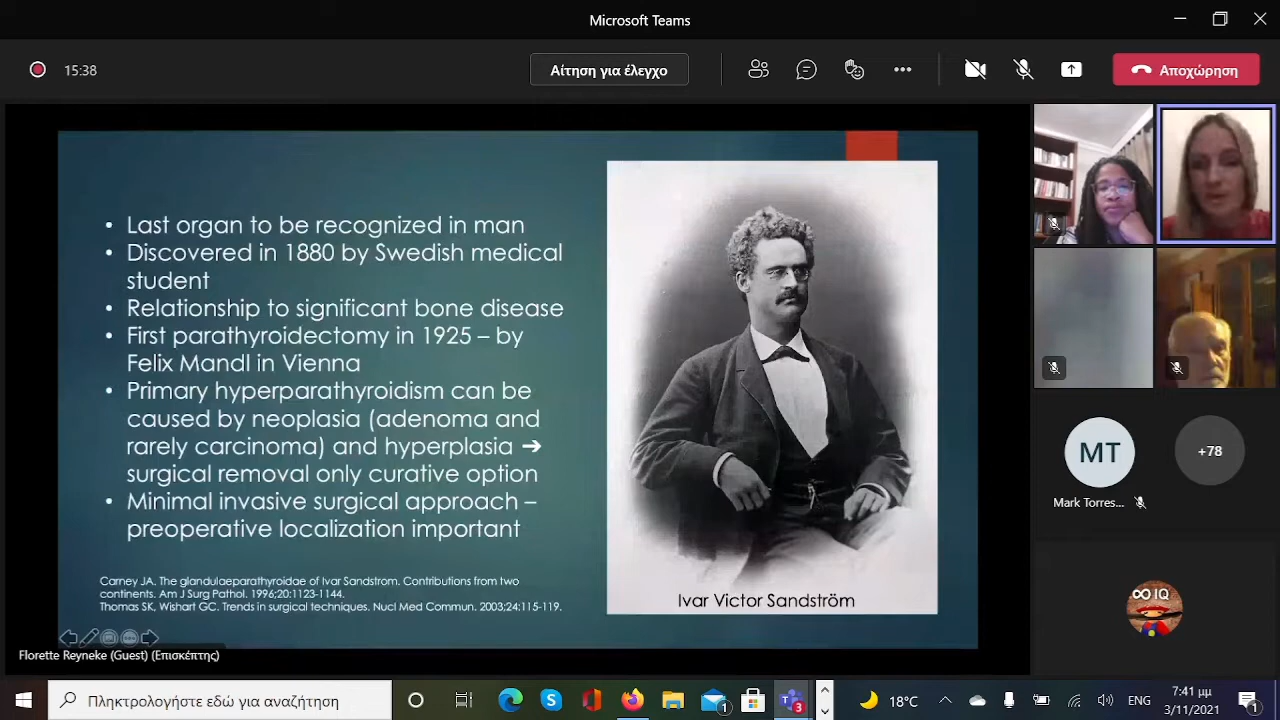 Microsoft Teams
15:38
Αίτηση για έλεγχο
Αποχώρηση
• Last organ to be recognized in man
• Discovered in 1880 by Swedish medical
student
• Relationship to significant bone disease
• First parathyroidectomy in 1925 – by
Felix Mandl in Vienna
• Primary hyperparathyroidism can be
caused by neoplasia (adenoma and
rarely carcinoma) and hyperplasia ➔
surgical removal only curative option
• Minimal invasive surgical approach –
preoperative localization important
Carney JA. The glandulaeparathyroidae of Ivar Sandstrom. Contributions from two
continents. Am J Surg Pathol. 1996;20:1123-1144.
Thomas SK, Wishart GC. Trends in surgical techniques. Nucl Med Commun. 2003;24:115-119.
Ivar Victor Sandström
Florette Reyneke (Guest) (Επισκέπτης)
MT
+78
Mark Torres...
∞ IQ
Πληκτρολογήστε εδώ για αναζήτηση
1
3
18°C
ENG
7:41 μμ
3/11/2021
1